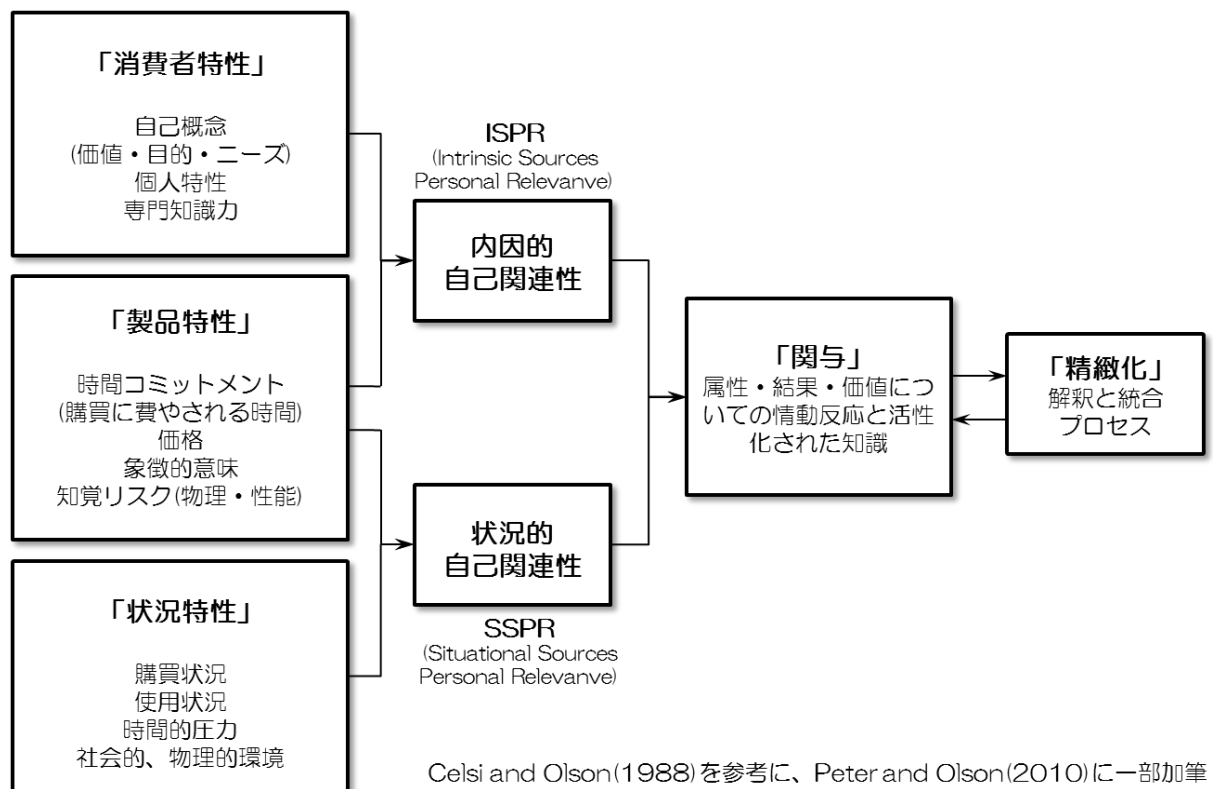 「消費者特性」
自己概念
(価値・目的・ニーズ)
個人特性
専門知識力
「製品特性」
時間コミットメント
(購買に費やされる時間)
価格
象徴的意味
知覚リスク(物理・性能)
「状況特性」
購買状況
使用状況
時間的圧力
社会的、物理的環境
ISPR
(Intrinsic Sources
Personal Relevanve)
内因的
自己関連性
状況的
自己関連性
SSPR
(Situational Sources
Personal Relevanve)
「関与」
属性・結果・価値につ
いての情動反応と活性
化された知識
「精緻化」
解釈と統合
プロセス
Celsi and Olson(1988)を参考に、Peter and Olson(2010)に一部加筆